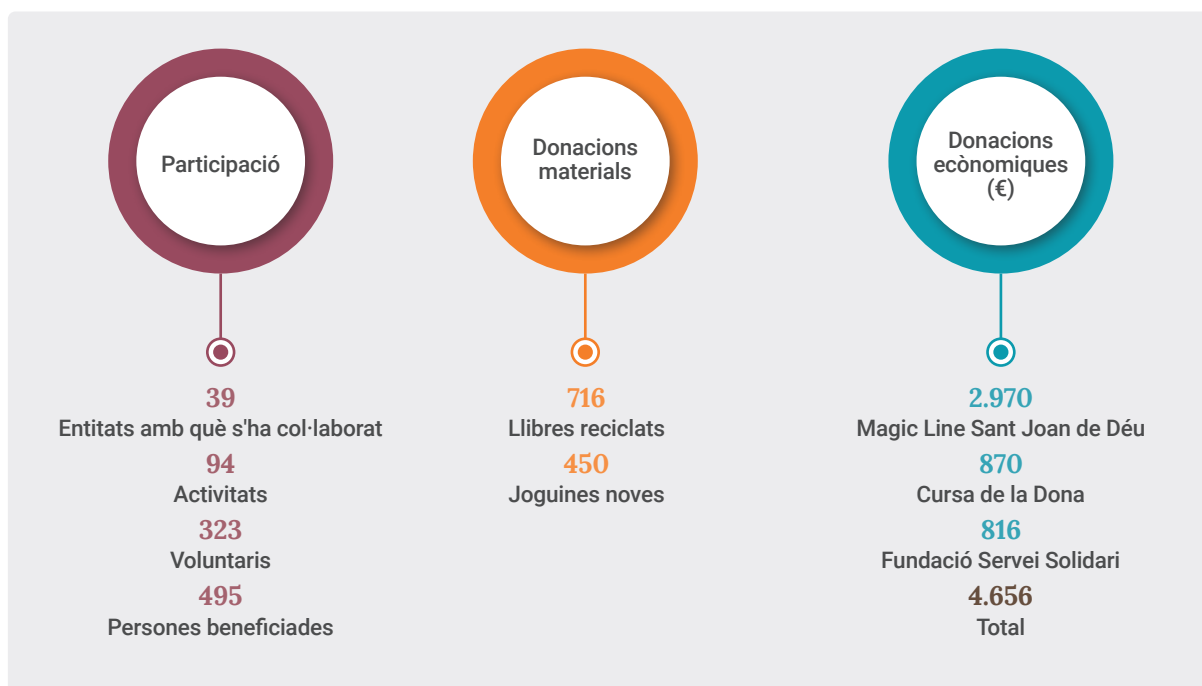 Participació
39
Entitats amb què s'ha col·laborat
94
Activitats
323
Voluntaris
495
Persones beneficiades
Donacions
materials
716
Llibres reciclats
450
Joguines noves
Donacions
ecònomiques
(€)
2.970
Magic Line Sant Joan de Déu
870
Cursa de la Dona
816
Fundació Servei Solidari
4.656
Total